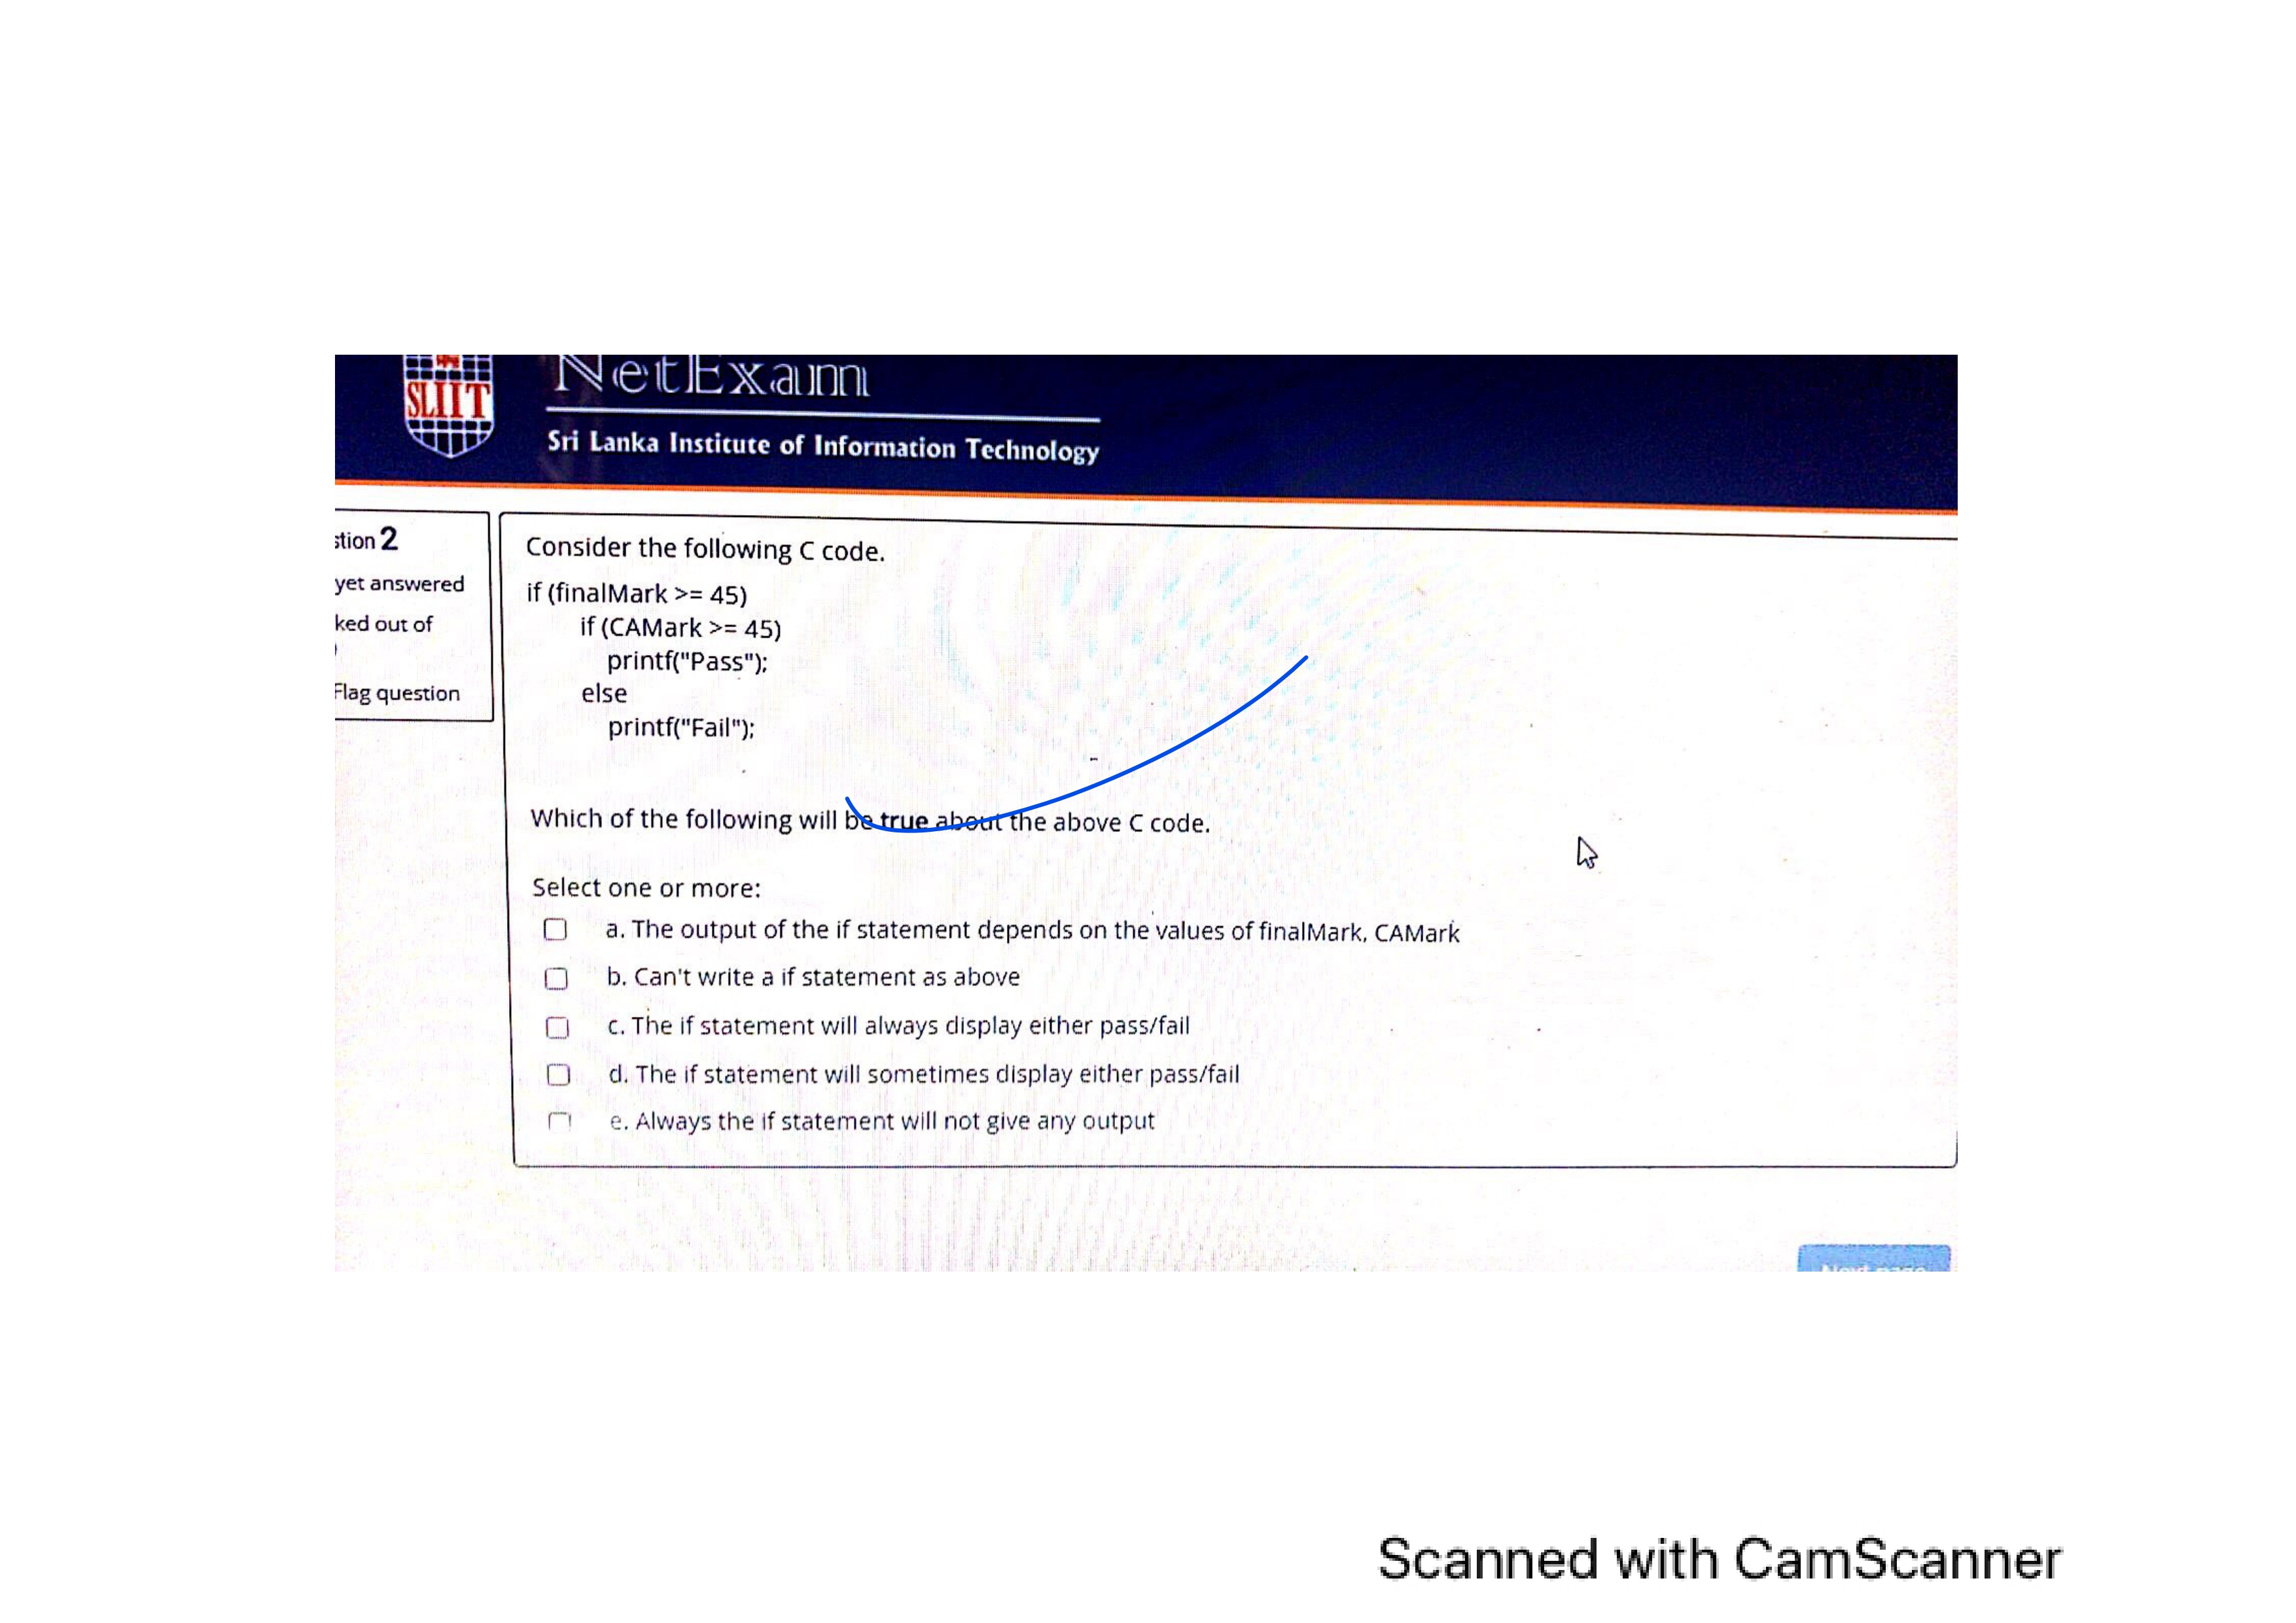 NetExam
SLIIT
Sri Lanka Institute of Information Technology
stion 2
yet answered
ked out of
Flag question
Consider the following C code.
if (finalMark >= 45)
if (CAMark >= 45)
printf("Pass");
else
printf("Fail");
Which of the following will be true about the above C code.
Select one or more:
a. The output of the if statement depends on the values of finalMark, CAMark
b. Can't write a if statement as above
c. The if statement will always display either pass/fail
d. The if statement will sometimes display either pass/fail
e. Always the if statement will not give any output
Next page
Scanned with CamScanner